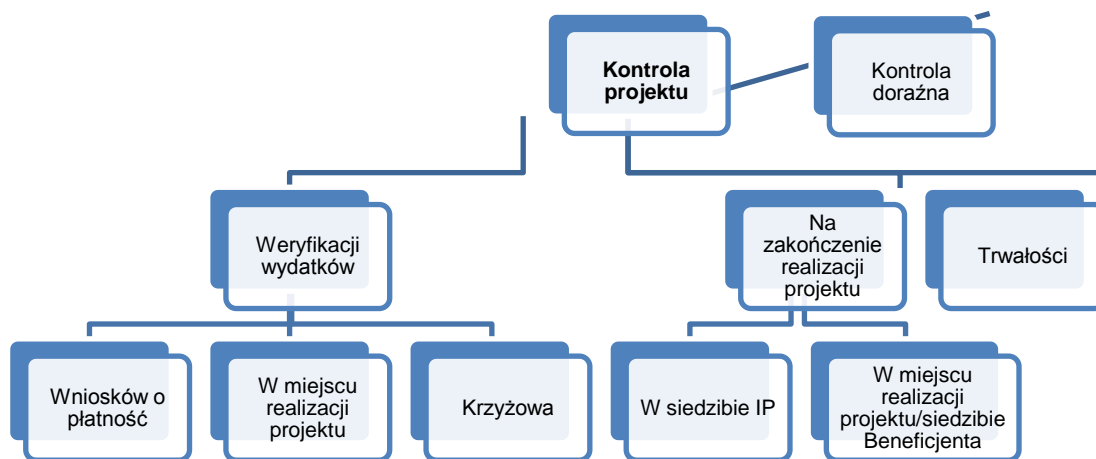 Kontrola
projektu
Kontrola
doraźna
Weryfikacji
wydatków
Na
zakończenie
realizacji
projektu
Trwałości
Wniosków o
płatność
W miejscu
realizacji
projektu
Krzyżowa
W siedzibie IP
W miejscu
realizacji
projektu/siedzibie
Beneficjenta